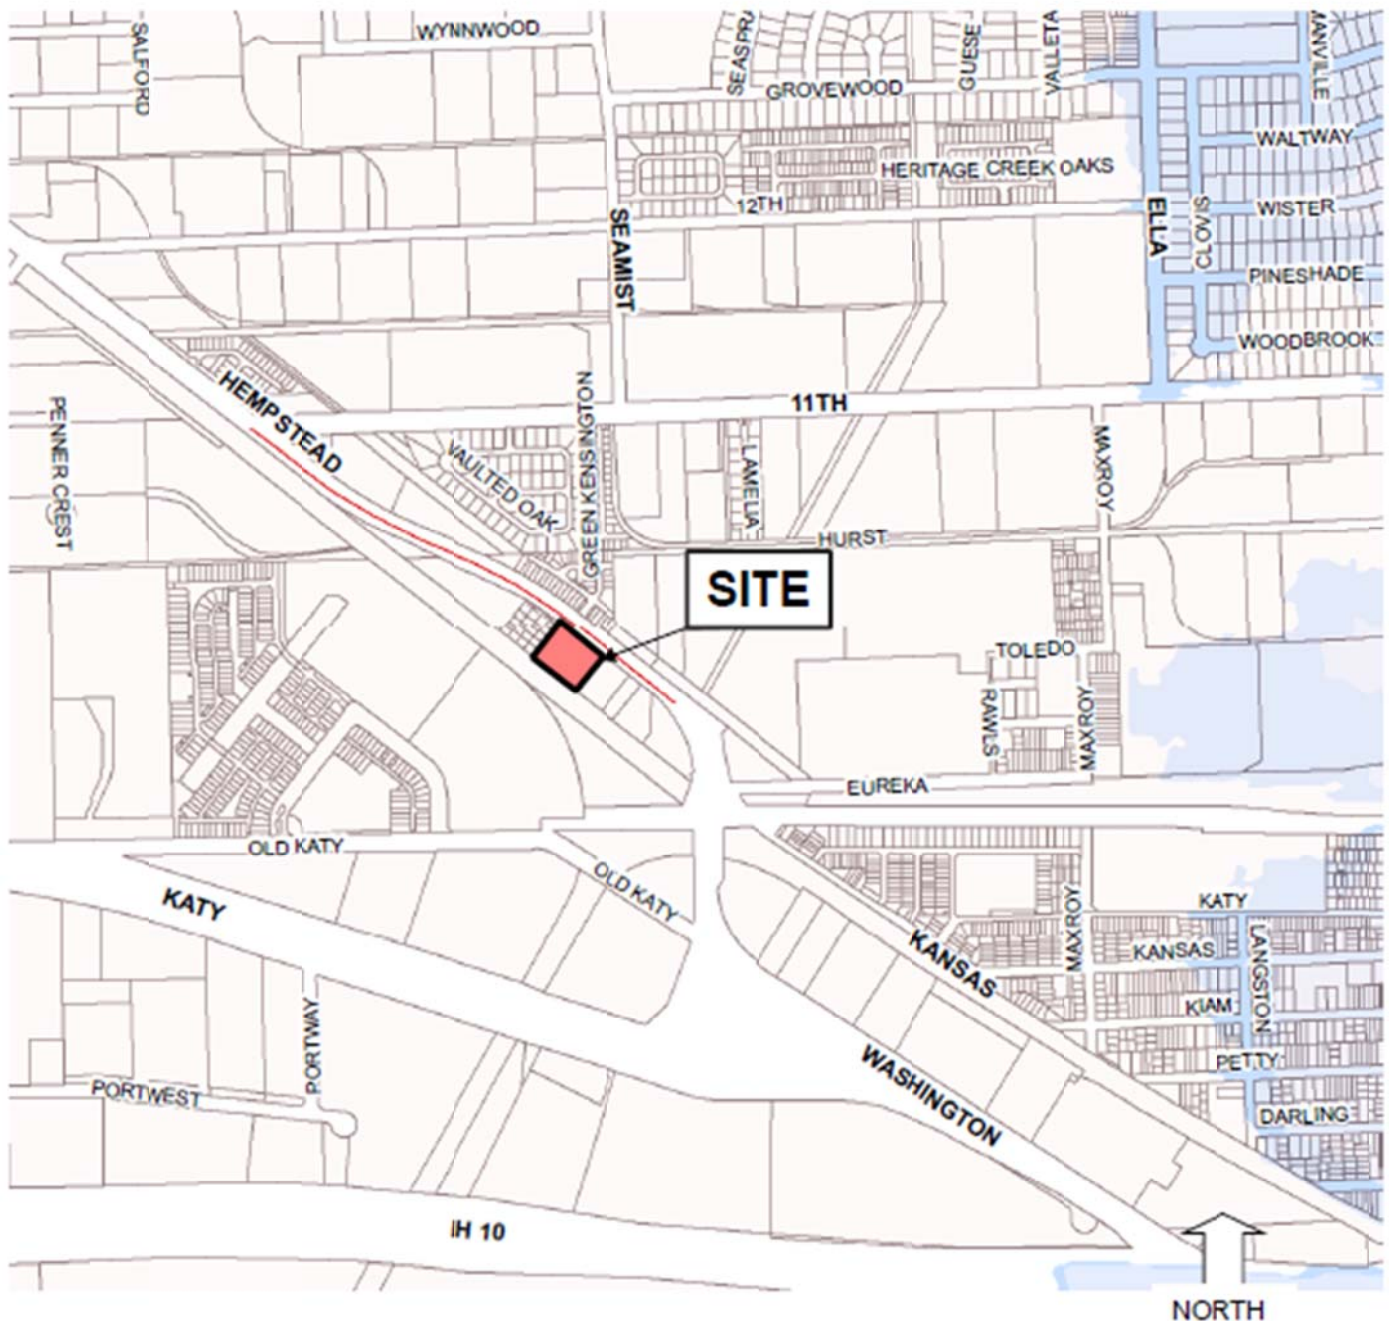 SALFORD
WYNNWOOD
SEASPRA
GUESE
VALLETA
MANVILLE
GROVEWOOD
WALTWAY
HERITAGE CREEK OAKS
12TH
SEAMIST
ELLA
CLOVIS
WISTER
PINESHADE
WOODBROOK
HEMPSTEAD
11TH
PENNER CREST
VAULTED OAK
GREEN KENSINGTON
LAMELIA
MAXROY
HURST
SITE
TOLEDO
RAWLS
MAXROY
EUREKA
OLD KATY
OLD KATY
KATY
KATY
MAXROY
KANSAS
KANSAS
LANGSTON
KIAM
PORTWAY
PETTY
PORTWEST
WASHINGTON
DARLING
IH 10
NORTH